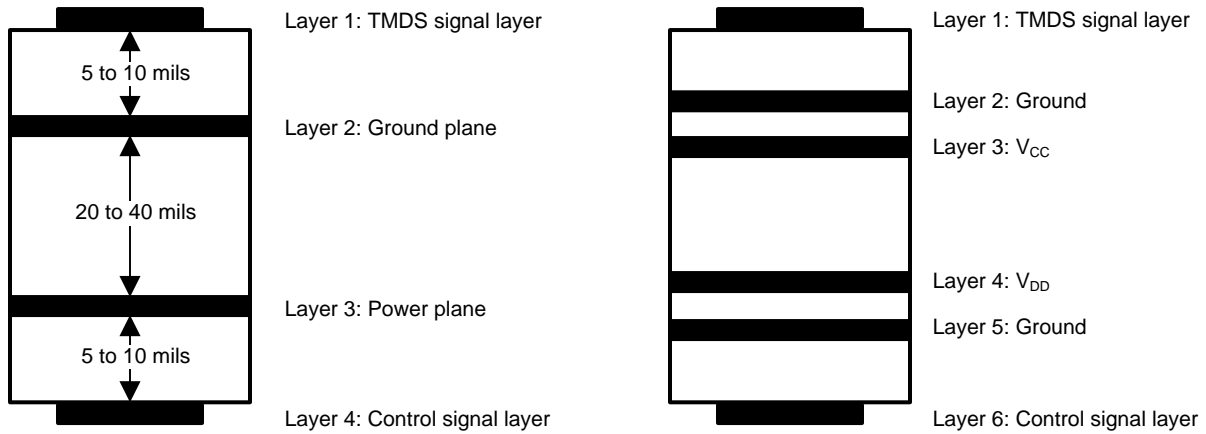 Layer 1: TMDS signal layer
5 to 10 mils
Layer 2: Ground plane
20 to 40 mils
Layer 3: Power plane
5 to 10 mils
Layer 4: Control signal layer
Layer 1: TMDS signal layer
Layer 2: Ground
Layer 3: VCC
Layer 4: VDD
Layer 5: Ground
Layer 6: Control signal layer